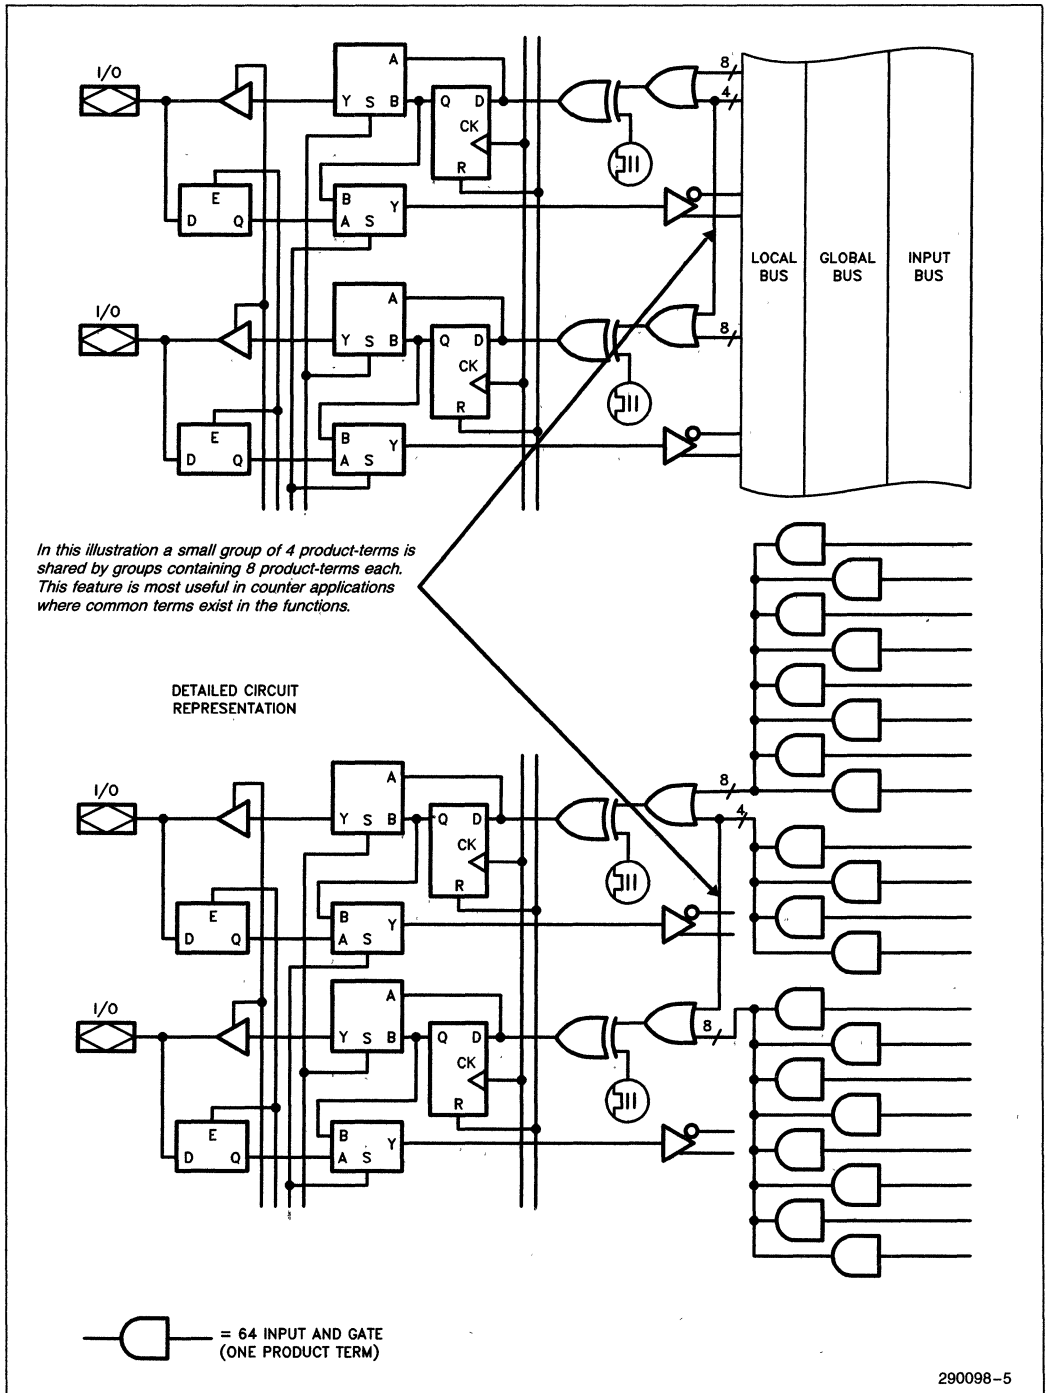 I/O
A
Y S B
Q D
CK
R
8
4
E
D Q
B
A S
Y
LOCAL
BUS
GLOBAL
BUS
INPUT
BUS
I/O
A
Y S B
Q D
CK
R
8
E
D Q
B
A S
Y
In this illustration a small group of 4 product-terms is
shared by groups containing 8 product-terms each.
This feature is most useful in counter applications
where common terms exist in the functions.
DETAILED CIRCUIT
REPRESENTATION
I/O
A
Y S B
Q D
CK
R
8
4
E
D Q
B
A S
Y
I/O
A
Y S B
Q D
CK
R
8
E
D Q
B
A S
Y
= 64 INPUT AND GATE
(ONE PRODUCT TERM)
290098-5